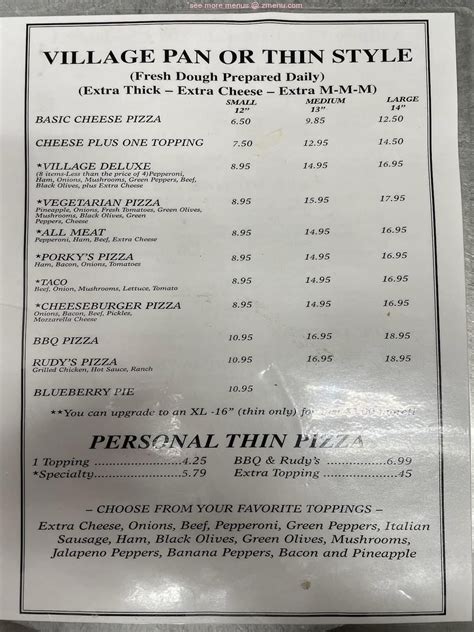 see more menus @ zmenu.com
VILLAGE PAN OR THIN STYLE
(Fresh Dough Prepared Daily)
(Extra Thick – Extra Cheese – Extra M-M-M)
SMALL MEDIUM LARGE
12" 13" 14"
BASIC CHEESE PIZZA 6.50 9.85 12.50
CHEESE PLUS ONE TOPPING 7.50 12.95 14.50
*VILLAGE DELUXE 8.95 14.95 16.95
(8 items-Less than the price of 4)Pepperoni,
Ham, Onions, Mushrooms, Green Peppers, Beef,
Black Olives, plus Extra Cheese
*VEGETARIAN PIZZA 8.95 15.95 17.95
Pineapple, Onions, Fresh Tomatoes, Green Olives,
Mushrooms, Black Olives, Green
Peppers, Cheese
*ALL MEAT 8.95 14.95 16.95
Pepperoni, Ham, Beef, Extra Cheese
*PORKY'S PIZZA 8.95 14.95 16.95
Ham, Bacon, Onions, Tomatoes
*TACO 8.95 14.95 16.95
Beef, Onion, Mushrooms, Lettuce, Tomato
*CHEESEBURGER PIZZA 8.95 14.95 16.95
Onions, Bacon, Beef, Pickles,
Mozzarella Cheese
BBQ PIZZA 10.95 16.95 18.95
RUDY'S PIZZA 10.95 16.95 18.95
Grilled Chicken, Hot Sauce, Ranch
BLUEBERRY PIE 10.95
**You can upgrade to an XL -16" (thin only) for
PERSONAL THIN PIZZA
1 Topping ..................4.25 BBQ & Rudy's ...............6.99
*Specialty....................5.79 Extra Topping .................45
– CHOOSE FROM YOUR FAVORITE TOPPINGS –
Extra Cheese, Onions, Beef, Pepperoni, Green Peppers, Italian
Sausage, Ham, Black Olives, Green Olives, Mushrooms,
Jalapeno Peppers, Banana Peppers, Bacon and Pineapple